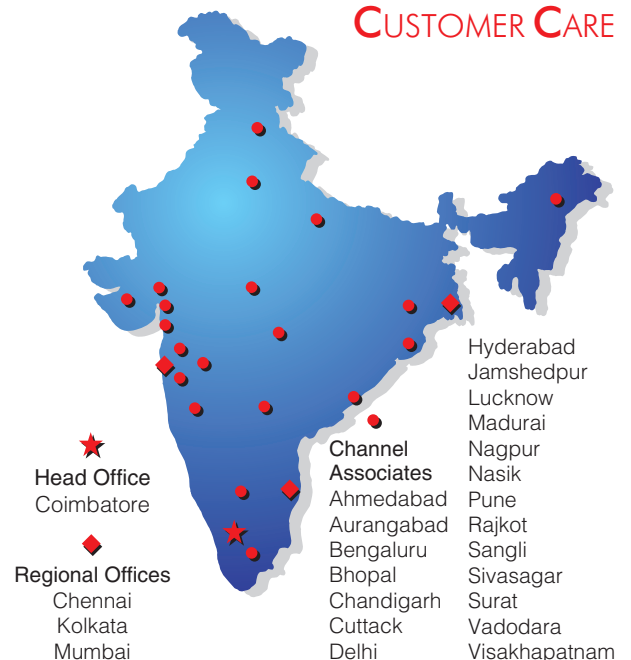 CUSTOMER CARE
Head Office
Coimbatore
Regional Offices
Chennai
Kolkata
Mumbai
Channel
Associates
Ahmedabad
Aurangabad
Bengaluru
Bhopal
Chandigarh
Cuttack
Delhi
Hyderabad
Jamshedpur
Lucknow
Madurai
Nagpur
Nasik
Pune
Rajkot
Sangli
Sivasagar
Surat
Vadodara
Visakhapatnam